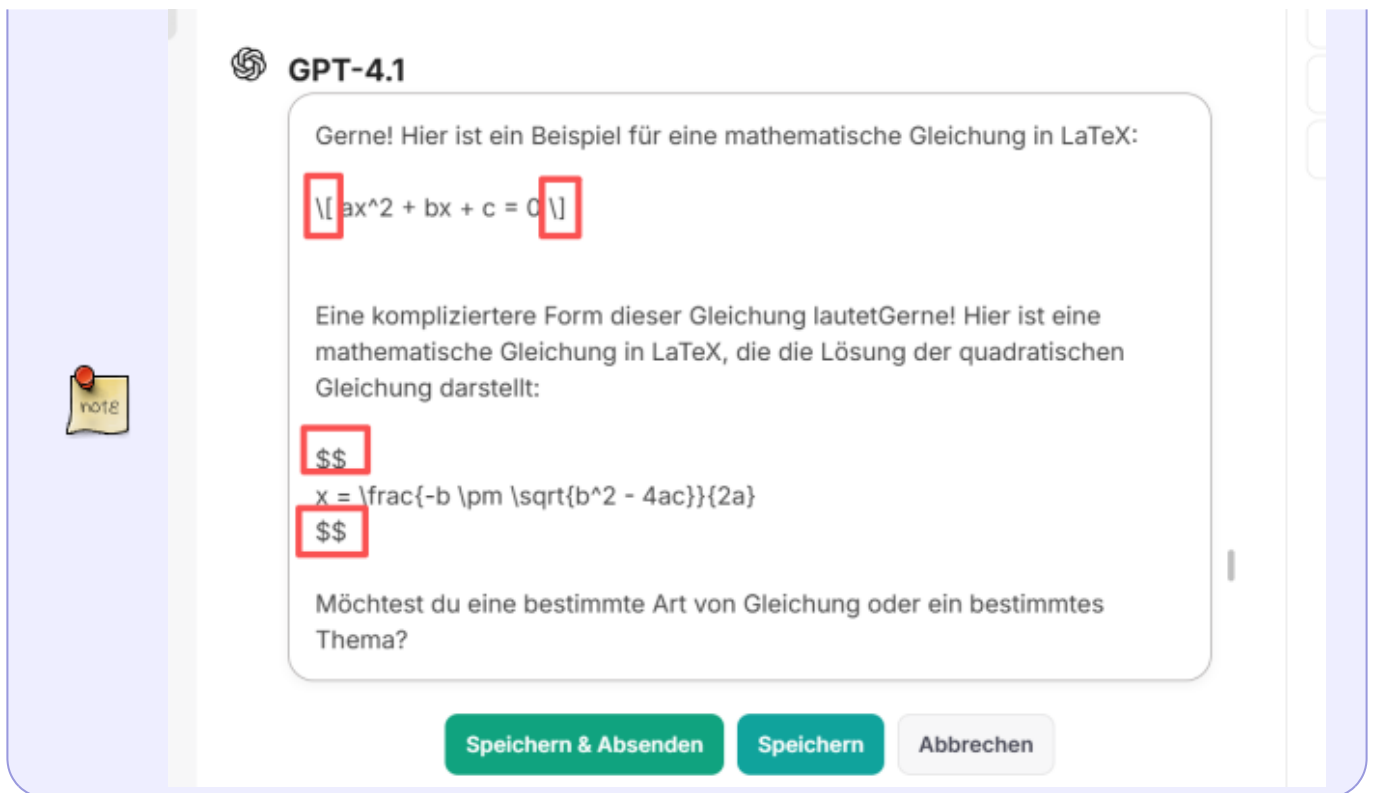 GPT-4.1
Gerne! Hier ist ein Beispiel für eine mathematische Gleichung in LaTeX:
\[ ax^2 + bx + c = 0 \]
Eine kompliziertere Form dieser Gleichung lautetGerne! Hier ist eine
mathematische Gleichung in LaTeX, die die Lösung der quadratischen
Gleichung darstellt:
note
$$
x = \frac{-b \pm \sqrt{b^2 - 4ac}}{2a}
$$
Möchtest du eine bestimmte Art von Gleichung oder ein bestimmtes
Thema?
Speichern & Absenden
Speichern
Abbrechen